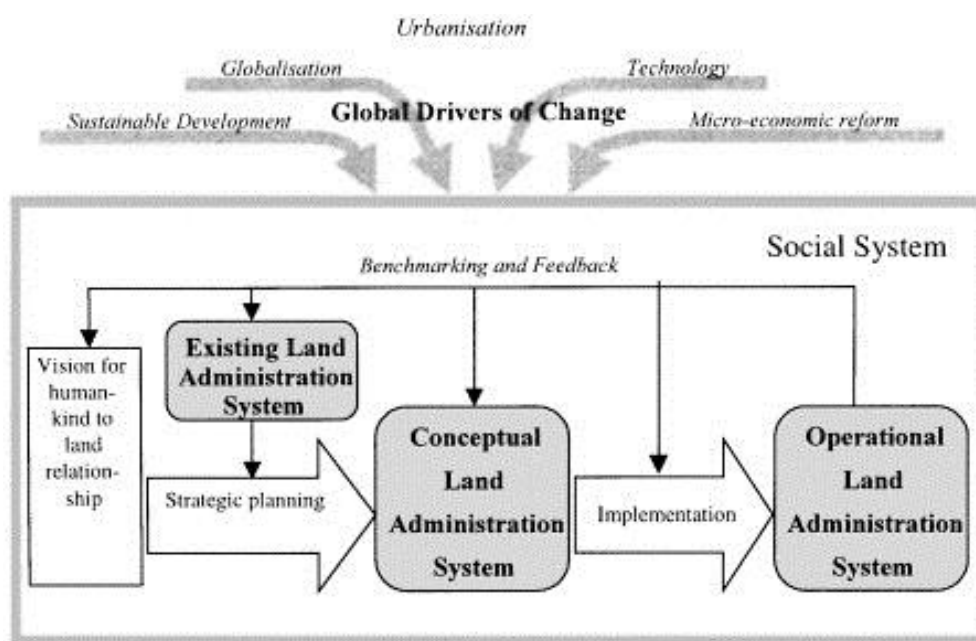 Urbanisation
Globalisation
Technology
Global Drivers of Change
Sustainable Development
Micro-economic reform
Social System
Benchmarking and Feedback
Vision for
human-
kind to
land
relation-
ship
Existing Land
Administration
System
Strategic planning
Conceptual
Land
Administration
System
Implementation
Operational
Land
Administration
System